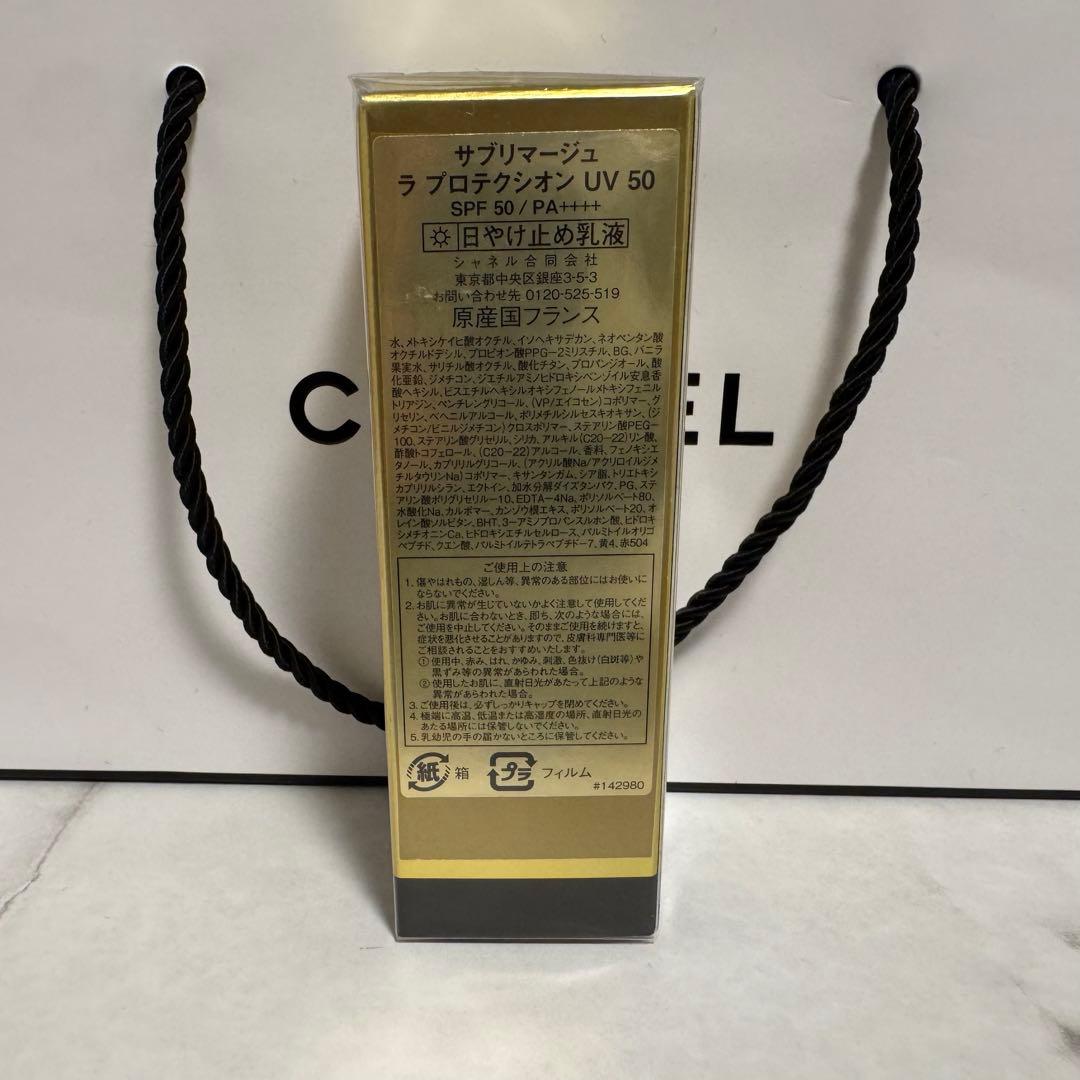 サブリマージュ
ラ プロテクシオン UV 50
SPF 50 / PA++++
日やけ止め乳液
シャネル合同会社
東京都中央区銀座3-5-3
お問い合わせ先 0120-525-519
原産国フランス
水、メトキシケイヒ酸オクチル、イソヘキサデカン、ネオペンタン酸
オクチルドデシル、プロピオン酸PPG-2ミリスチル、BG、バニラ
果実水、サリチル酸オクチル、酸化チタン、プロパンジオール、酸
化亜鉛、ジメチコン、ジエチルアミノヒドロキシベンゾイル安息香
酸ヘキシル、ビスエチルヘキシルオキシフェノールメトキシフェニル
トリアジン、ペンチレングリコール、(VP/エイコセン)コポリマー、グ
リセリン、ベヘニルアルコール、ポリメチルシルセスキオキサン、(ジ
メチコン/ビニルジメチコン)クロスポリマー、ステアリン酸PEG-
100、ステアリン酸グリセリル、シリカ、アルキル(C20-22)リン酸、
酢酸トコフェロール、(C20-22)アルコール、香料、フェノキシエ
タノール、カプリリルグリコール、(アクリル酸Na/アクリロイルジメ
チルタウリンNa)コポリマー、キサンタンガム、シア脂、トリエトキシ
カプリリルシラン、エクトイン、加水分解ダイズタンパク、PG、ステ
アリン酸ポリグリセリル-10、EDTA-4Na、ポリソルベート80、
水酸化Na、カルボマー、カンゾウ根エキス、ポリソルベート20、オ
レイン酸ソルビタン、BHT、3-アミノプロパンスルホン酸、ヒドロキ
シメチオニンCa、ヒドロキシエチルセルロース、パルミトイルオリゴ
ペプチド、クエン酸、パルミトイルテトラペプチド-7、黄4、赤504
ご使用上の注意
1. 傷やはれもの、湿しん等、異常のある部位にはお使いに
ならないでください。
2. お肌に異常が生じていないかよく注意して使用してくだ
さい。お肌に合わないとき、即ち、次のような場合には、
ご使用を中止してください。そのままご使用を続けますと、
症状を悪化させることがありますので、皮膚科専門医等に
ご相談されることをおすすめいたします。
① 使用中、赤み、はれ、かゆみ、刺激、色抜け(白斑等)や
黒ずみ等の異常があらわれた場合。
② 使用したお肌に、直射日光があたって上記のような
異常があらわれた場合。
3. ご使用後は、必ずしっかりキャップを閉めてください。
4. 極端に高温、低温または高湿度の場所、直射日光の
あたる場所には保管しないでください。
5. 乳幼児の手の届かないところに保管してください。
紙 箱 プラ フィルム
#142980
C EL